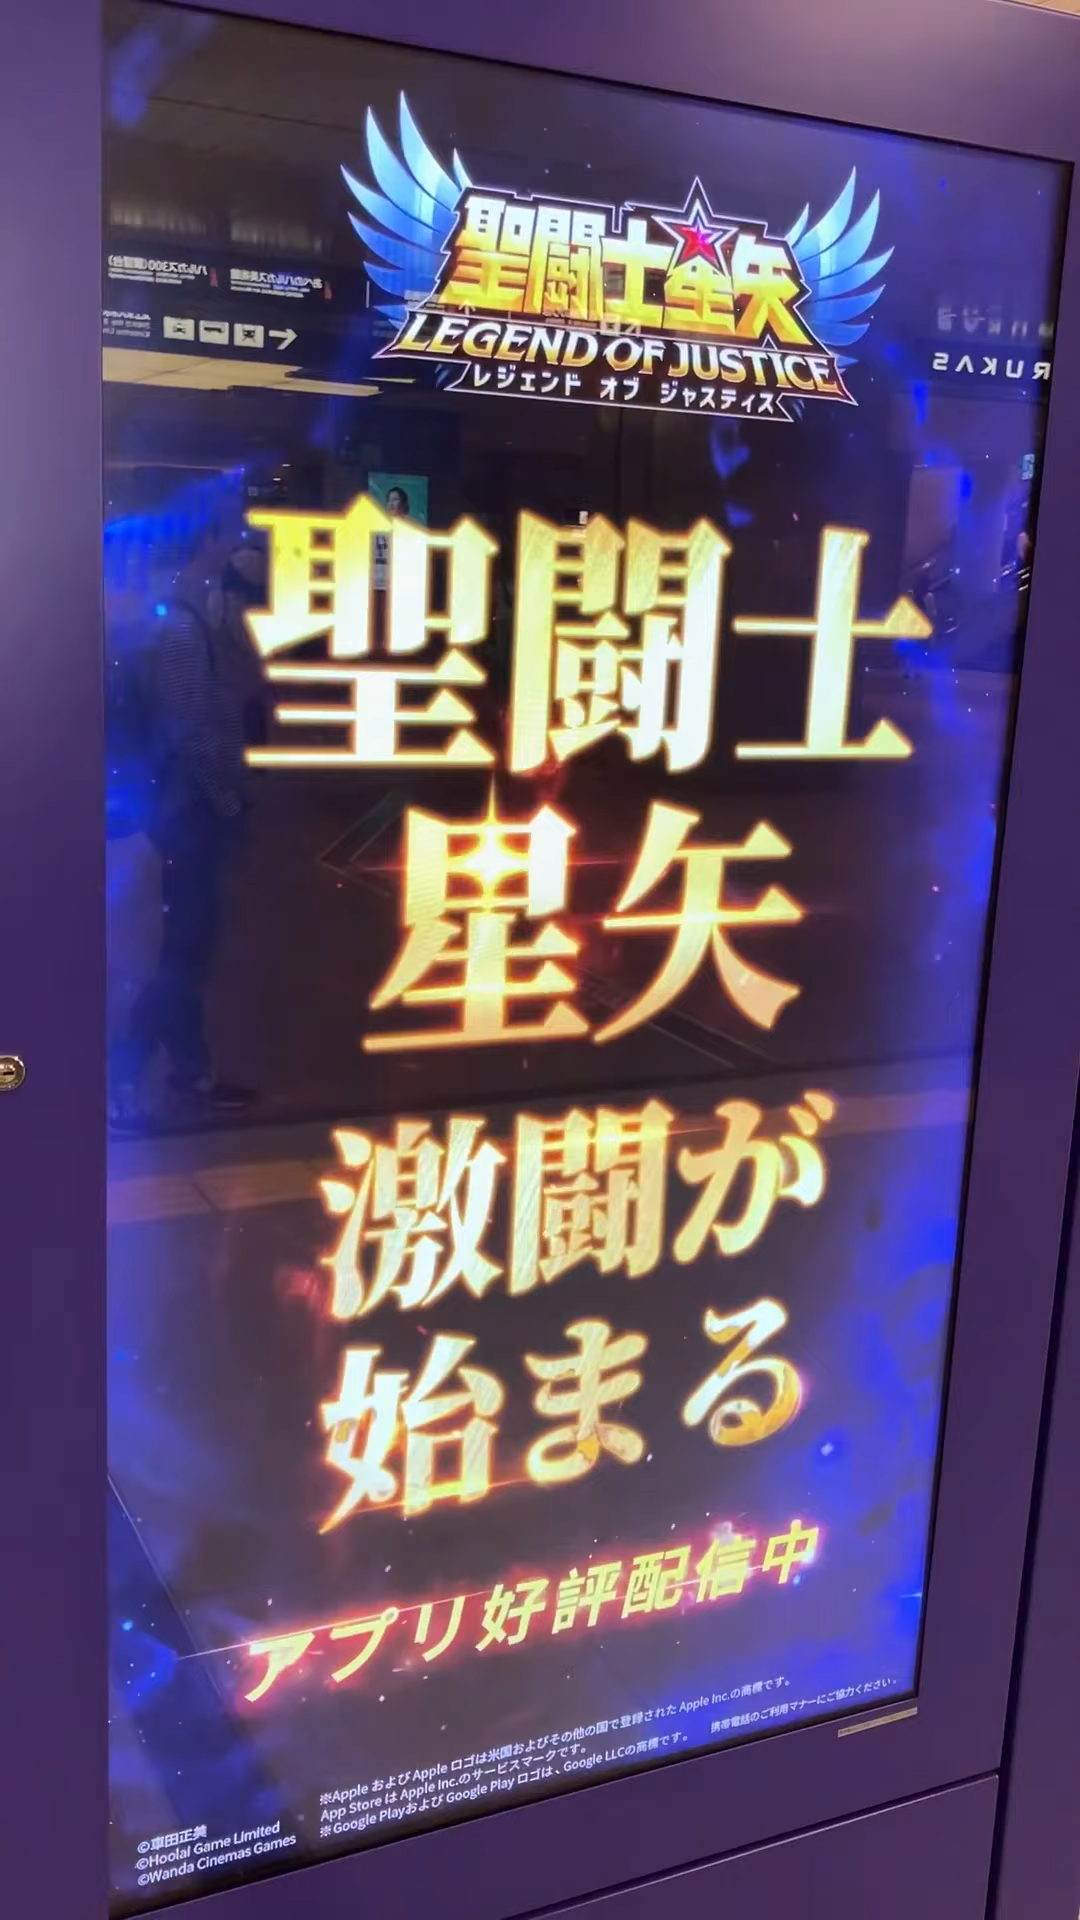 聖闘士星矢
LEGEND OF JUSTICE
レジェンド オブ ジャスティス
聖闘士
星矢
激闘が
始まる
アプリ好評配信中
※Apple および Apple ロゴは米国およびその他の国で登録された Apple Inc.の商標です。
App Store は Apple Inc.のサービスマークです。
※Google Playおよび Google Play ロゴは、Google LLCの商標です。
携帯電話のご利用マナーにご協力ください。
©車田正美
©Hoolai Game Limited
©Wanda Cinemas Games